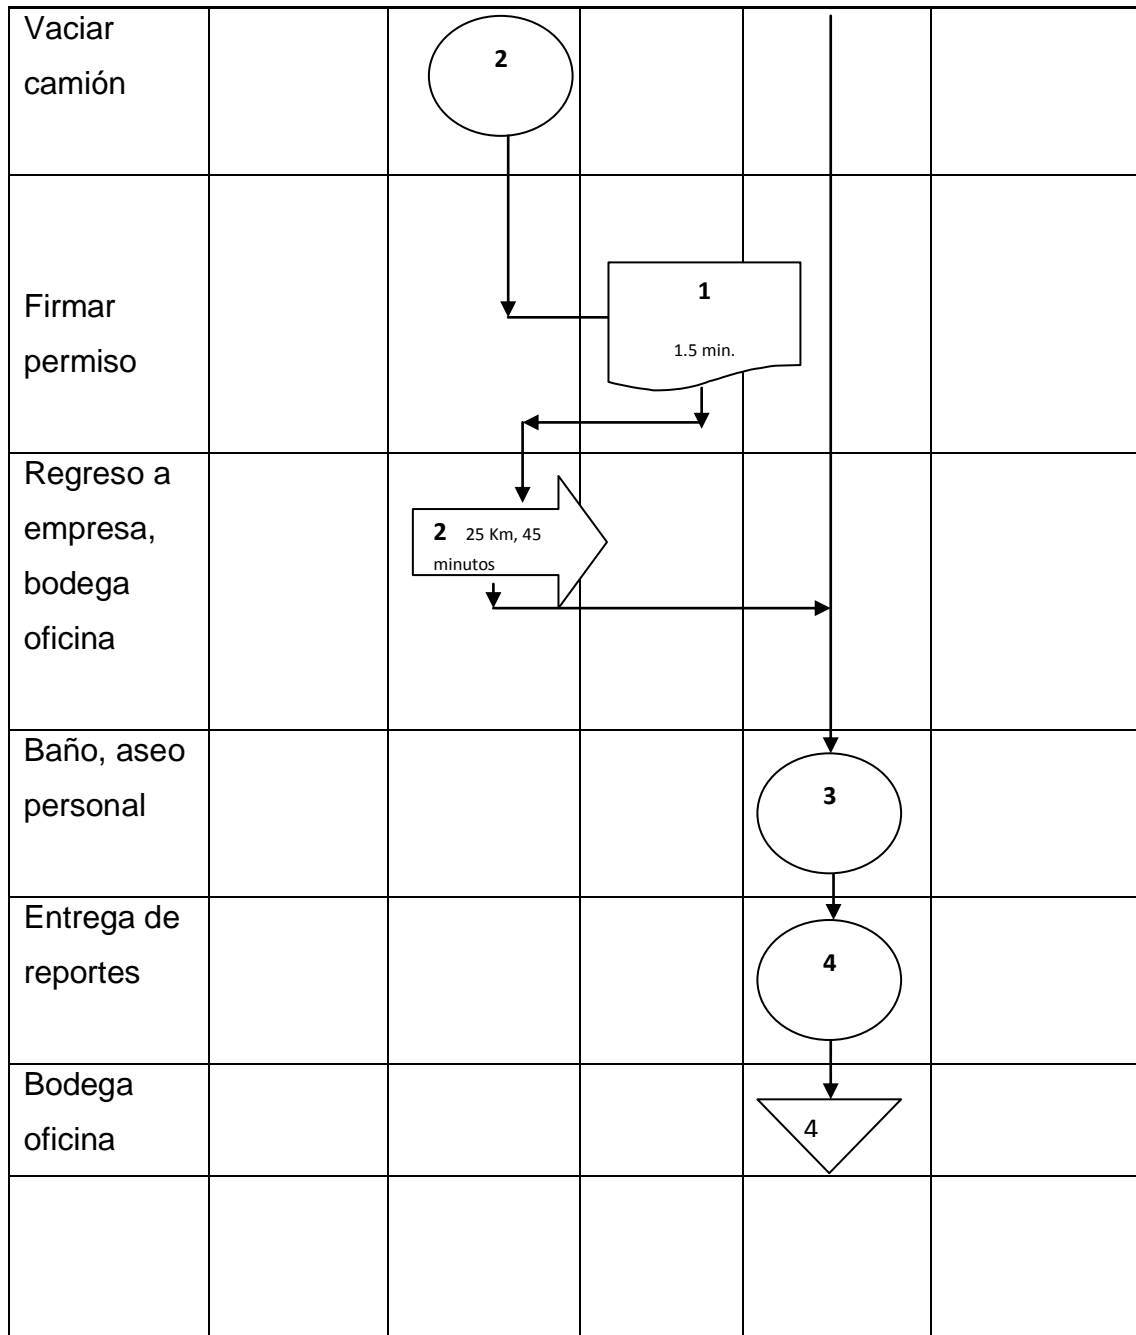 Vaciar
camión
2
Firmar
permiso
1
1.5 min.
Regreso a
empresa,
bodega
oficina
2 25 Km, 45
minutos
Baño, aseo
personal
3
Entrega de
reportes
4
Bodega
oficina
4